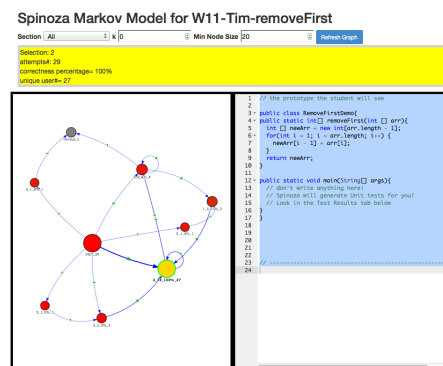 Spinoza Markov Model for W11-Tim-removeFirst
Section All k 0 Min Node Size 20 Refresh Graph
Selection: 2
attempts#: 29
correctness percentage= 100%
unique user#= 27
1 // the prototype the student will see
2
3 public class RemoveFirstDemo{
4 public static int[] removeFirst(int [] arr){
5 int [] newArr = new int[arr.length - 1];
6 for(int i = 1; i < arr.length; i++) {
7 newArr[i - 1] = arr[i];
8 }
9 return newArr;
10 }
11
12 public static void main(String[] args){
13 // don't write anything here!
14 // Spinoza will generate Unit tests for you!
15 // Look in the Test Results tab below
16 }
17 }
18
19
20
21
22
23 // ----------------------------------------------
24